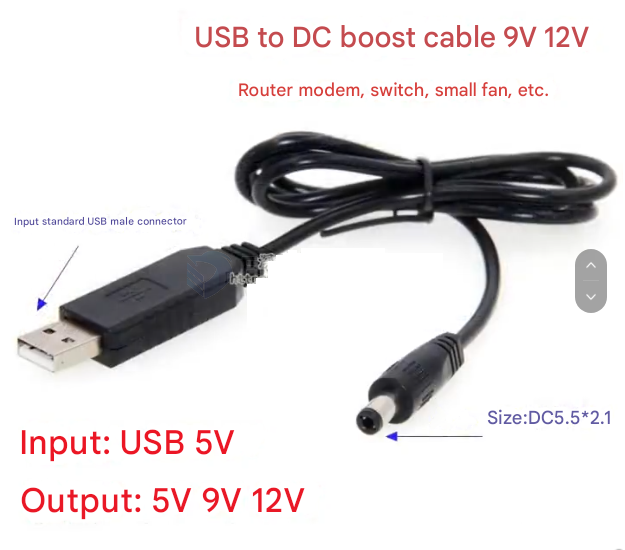 USB to DC boost cable 9V 12V
Router modem, switch, small fan, etc.
Input standard USB male connector
Size:DC5.5*2.1
Input: USB 5V
Output: 5V 9V 12V